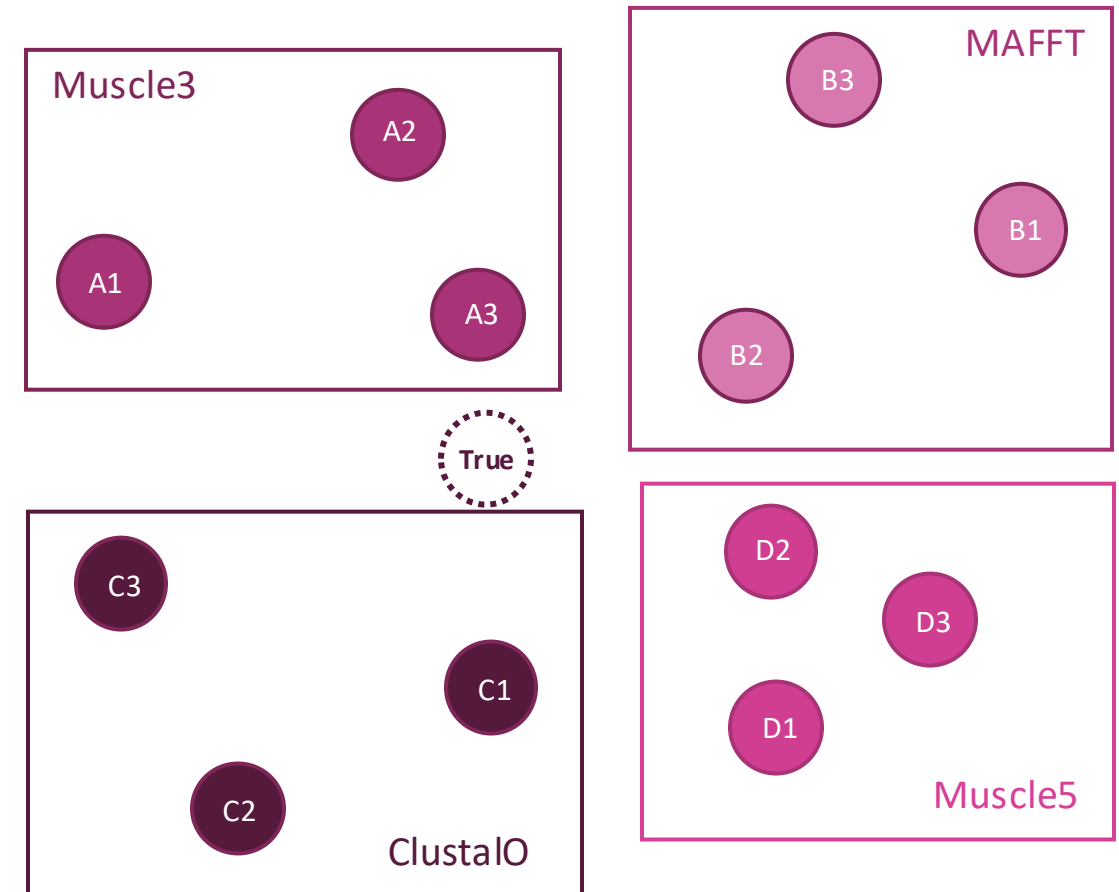 Muscle3
A2
A1
A3
MAFFT
B3
B1
B2
True
C3
C1
C2
ClustalO
D2
D3
D1
Muscle5